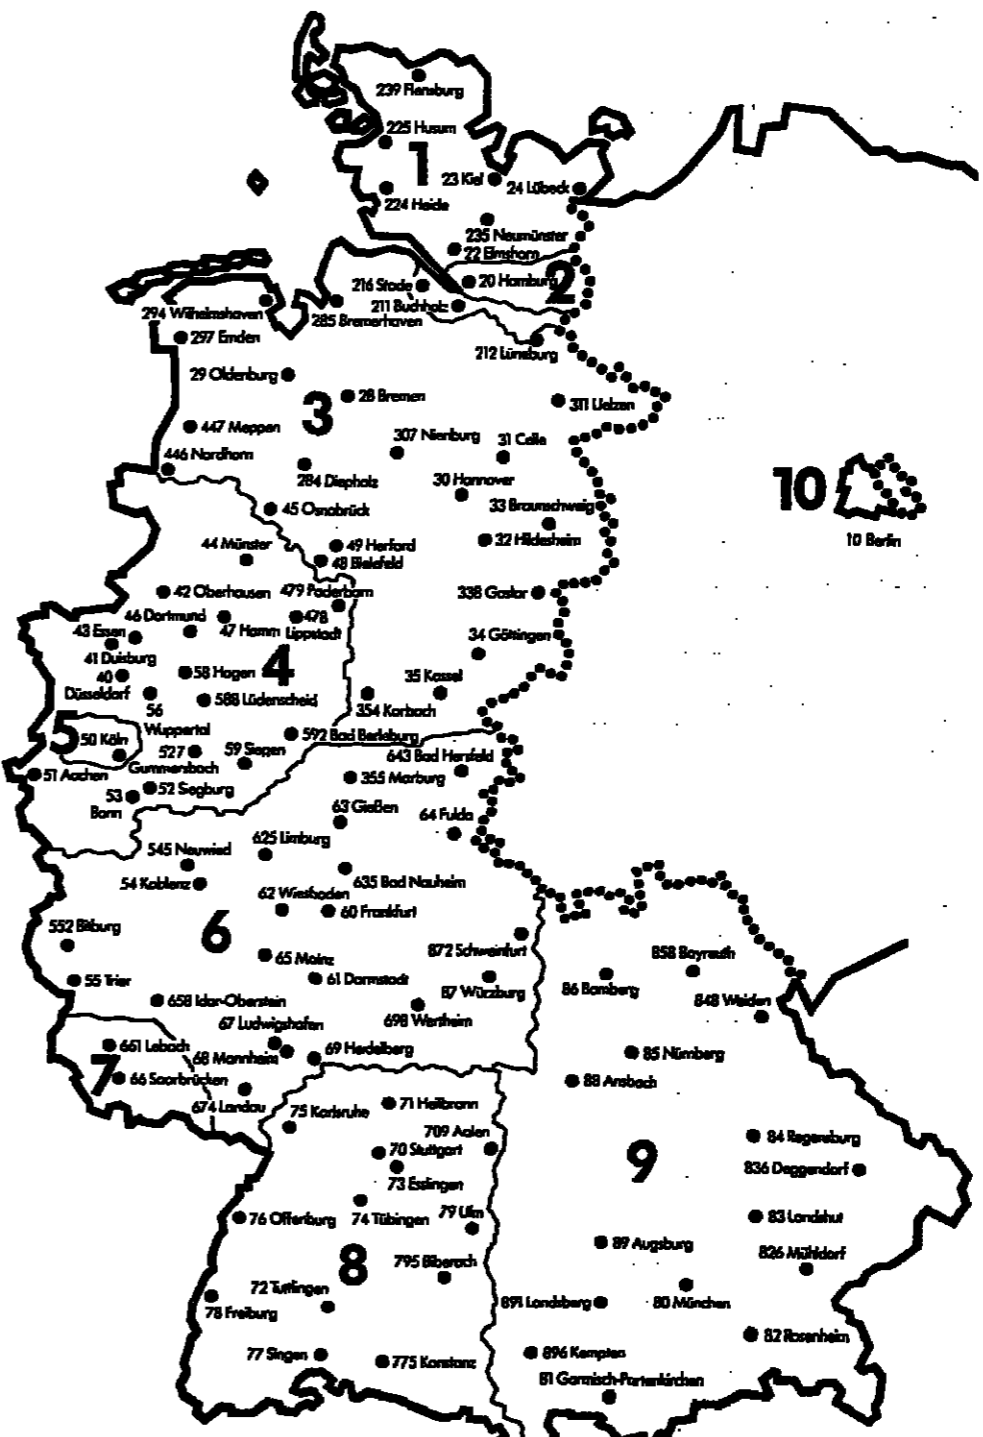 239 Flensburg
225 Husum
1
23 Kiel
24 Lübeck
224 Heide
235 Neumünster
22 Elmshorn
2
216 Stade
20 Hamburg
211 Buchholz
294 Wilhelmshaven
285 Bremerhaven
297 Emden
212 Lüneburg
29 Oldenburg
28 Bremen
3
311 Uelzen
447 Meppen
307 Nienburg
31 Celle
446 Nordhorn
284 Diepholz
30 Hannover
10
33 Braunschweig
45 Osnabrück
32 Hildesheim
10 Berlin
44 Münster
49 Herford
48 Bielefeld
42 Oberhausen
479 Paderborn
338 Goslar
46 Dortmund
478
Lippstadt
43 Essen
47 Hamm
34 Göttingen
41 Duisburg
4
40
Düsseldorf
58 Hagen
35 Kassel
588 Lüdenscheid
354 Korbach
56
Wuppertal
5
50 Köln
592 Bad Berleburg
527
Gummersbach
59 Siegen
643 Bad Hersfeld
51 Aachen
355 Marburg
53
Bonn
52 Siegburg
63 Gießen
64 Fulda
625 Limburg
545 Neuwied
54 Koblenz
635 Bad Nauheim
62 Wiesbaden
60 Frankfurt
552 Bitburg
6
872 Schweinfurt
65 Mainz
858 Bayreuth
55 Trier
61 Darmstadt
87 Würzburg
86 Bamberg
848 Weiden
658 Idar-Oberstein
698 Wertheim
67 Ludwigshafen
661 Lebach
68 Mannheim
69 Heidelberg
85 Nürnberg
7
66 Saarbrücken
88 Ansbach
674 Landau
75 Karlsruhe
71 Heilbronn
709 Aalen
84 Regensburg
70 Stuttgart
9
836 Deggendorf
73 Esslingen
76 Offenburg
74 Tübingen
79 Ulm
83 Landshut
89 Augsburg
826 Mühldorf
8
795 Biberach
72 Tuttlingen
78 Freiburg
891 Landsberg
80 München
82 Rosenheim
77 Singen
775 Konstanz
896 Kempten
81 Garmisch-Partenkirchen